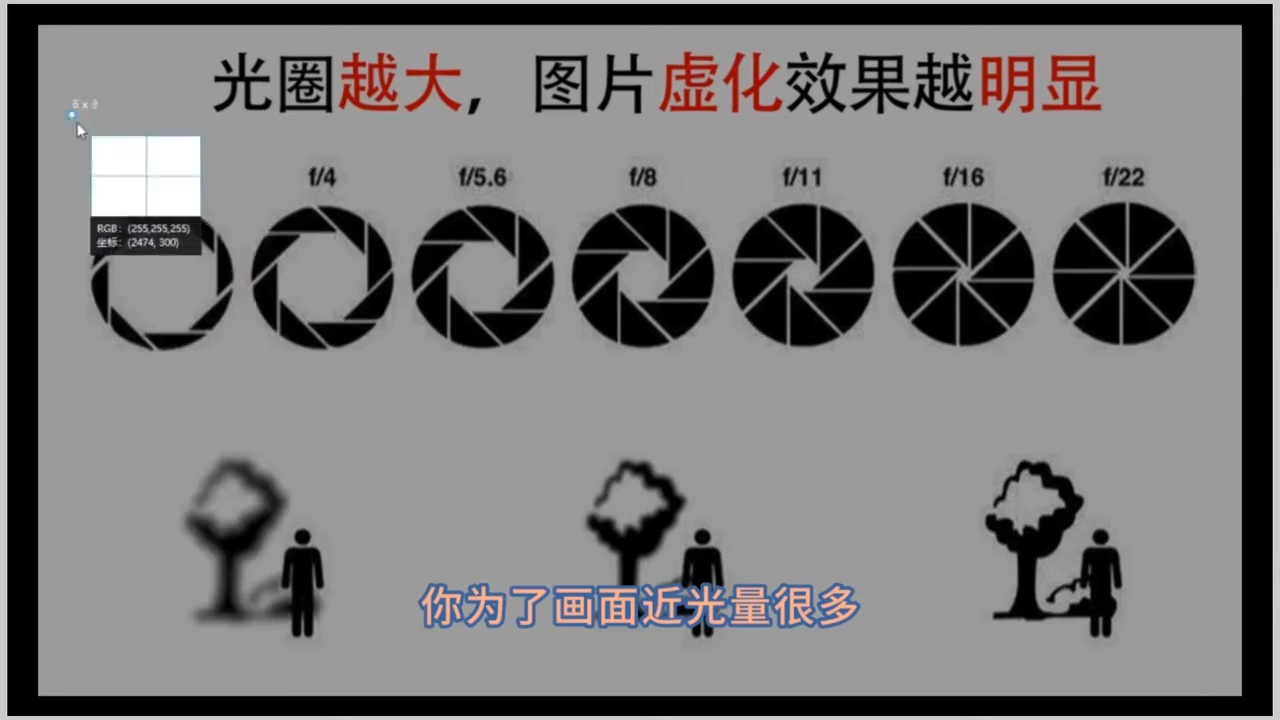 光圈越大，图片虚化效果越明显
f/4 f/5.6 f/8 f/11 f/16 f/22
RGB: (255,255,255)
坐标: (2474, 300)
你为了画面近光量很多